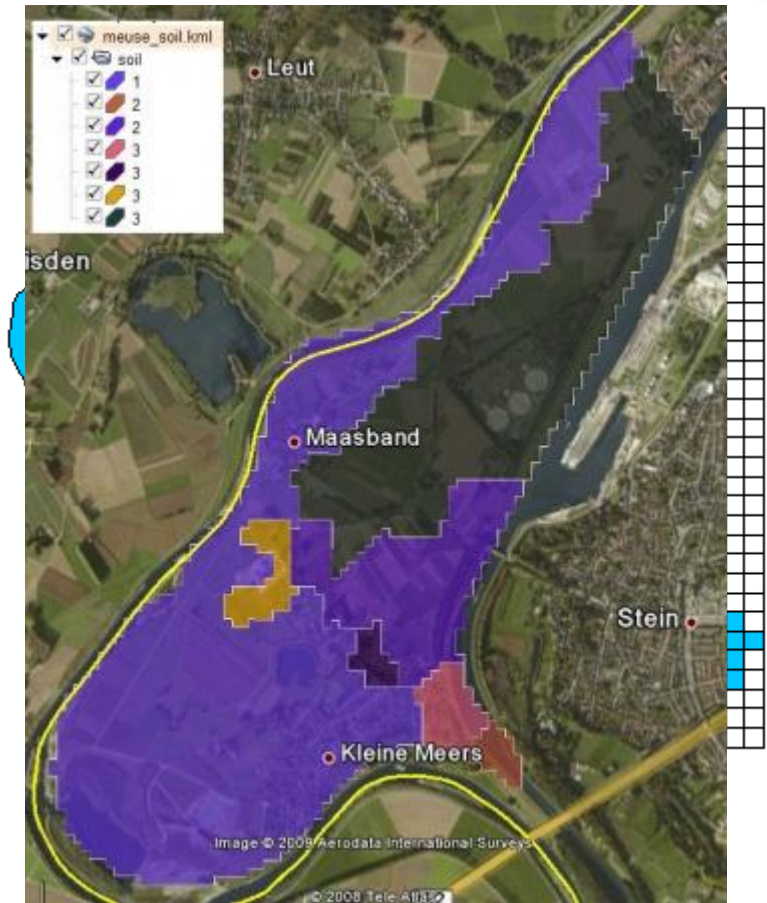 meuse_soil.kml
soil
1
2
2
3
3
3
3
Leut
isden
Maasband
Stein
Kleine Meers
Image © 2009 Aerodata International Surveys
© 2008 Tele Atlas